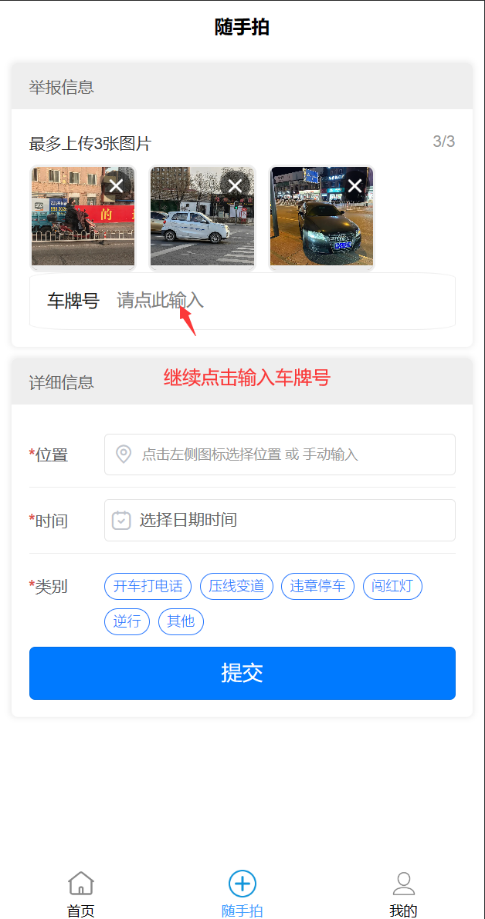 随手拍
举报信息
最多上传3张图片 3/3
的
车牌号 请点此输入
详细信息 继续点击输入车牌号
*位置 点击左侧图标选择位置 或 手动输入
*时间 选择日期时间
*类别 开车打电话 压线变道 违章停车 闯红灯
逆行 其他
提交
首页 随手拍 我的